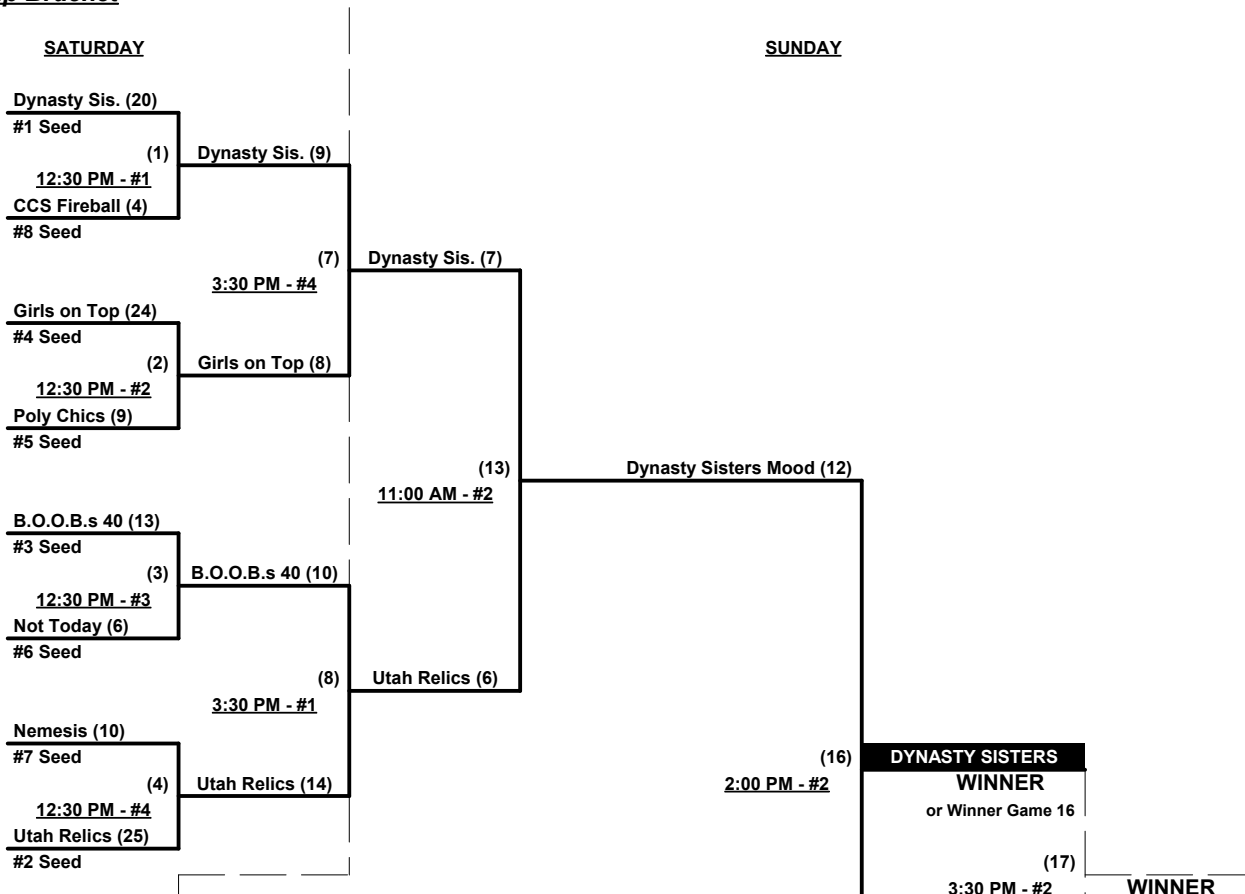 SATURDAY
SUNDAY
Dynasty Sis. (20)
#1 Seed
(1)
Dynasty Sis. (9)
12:30 PM - #1
CCS Fireball (4)
#8 Seed
(7)
Dynasty Sis. (7)
3:30 PM - #4
Girls on Top (24)
#4 Seed
(2)
Girls on Top (8)
12:30 PM - #2
Poly Chics (9)
#5 Seed
(13)
Dynasty Sisters Mood (12)
11:00 AM - #2
B.O.O.B.s 40 (13)
#3 Seed
(3)
B.O.O.B.s 40 (10)
12:30 PM - #3
Not Today (6)
#6 Seed
(8)
Utah Relics (6)
3:30 PM - #1
Nemesis (10)
#7 Seed
(16)
DYNASTY SISTERS
(4)
Utah Relics (14)
2:00 PM - #2
WINNER
12:30 PM - #4
or Winner Game 16
Utah Relics (25)
#2 Seed
(17)
3:30 PM - #2
WINNER